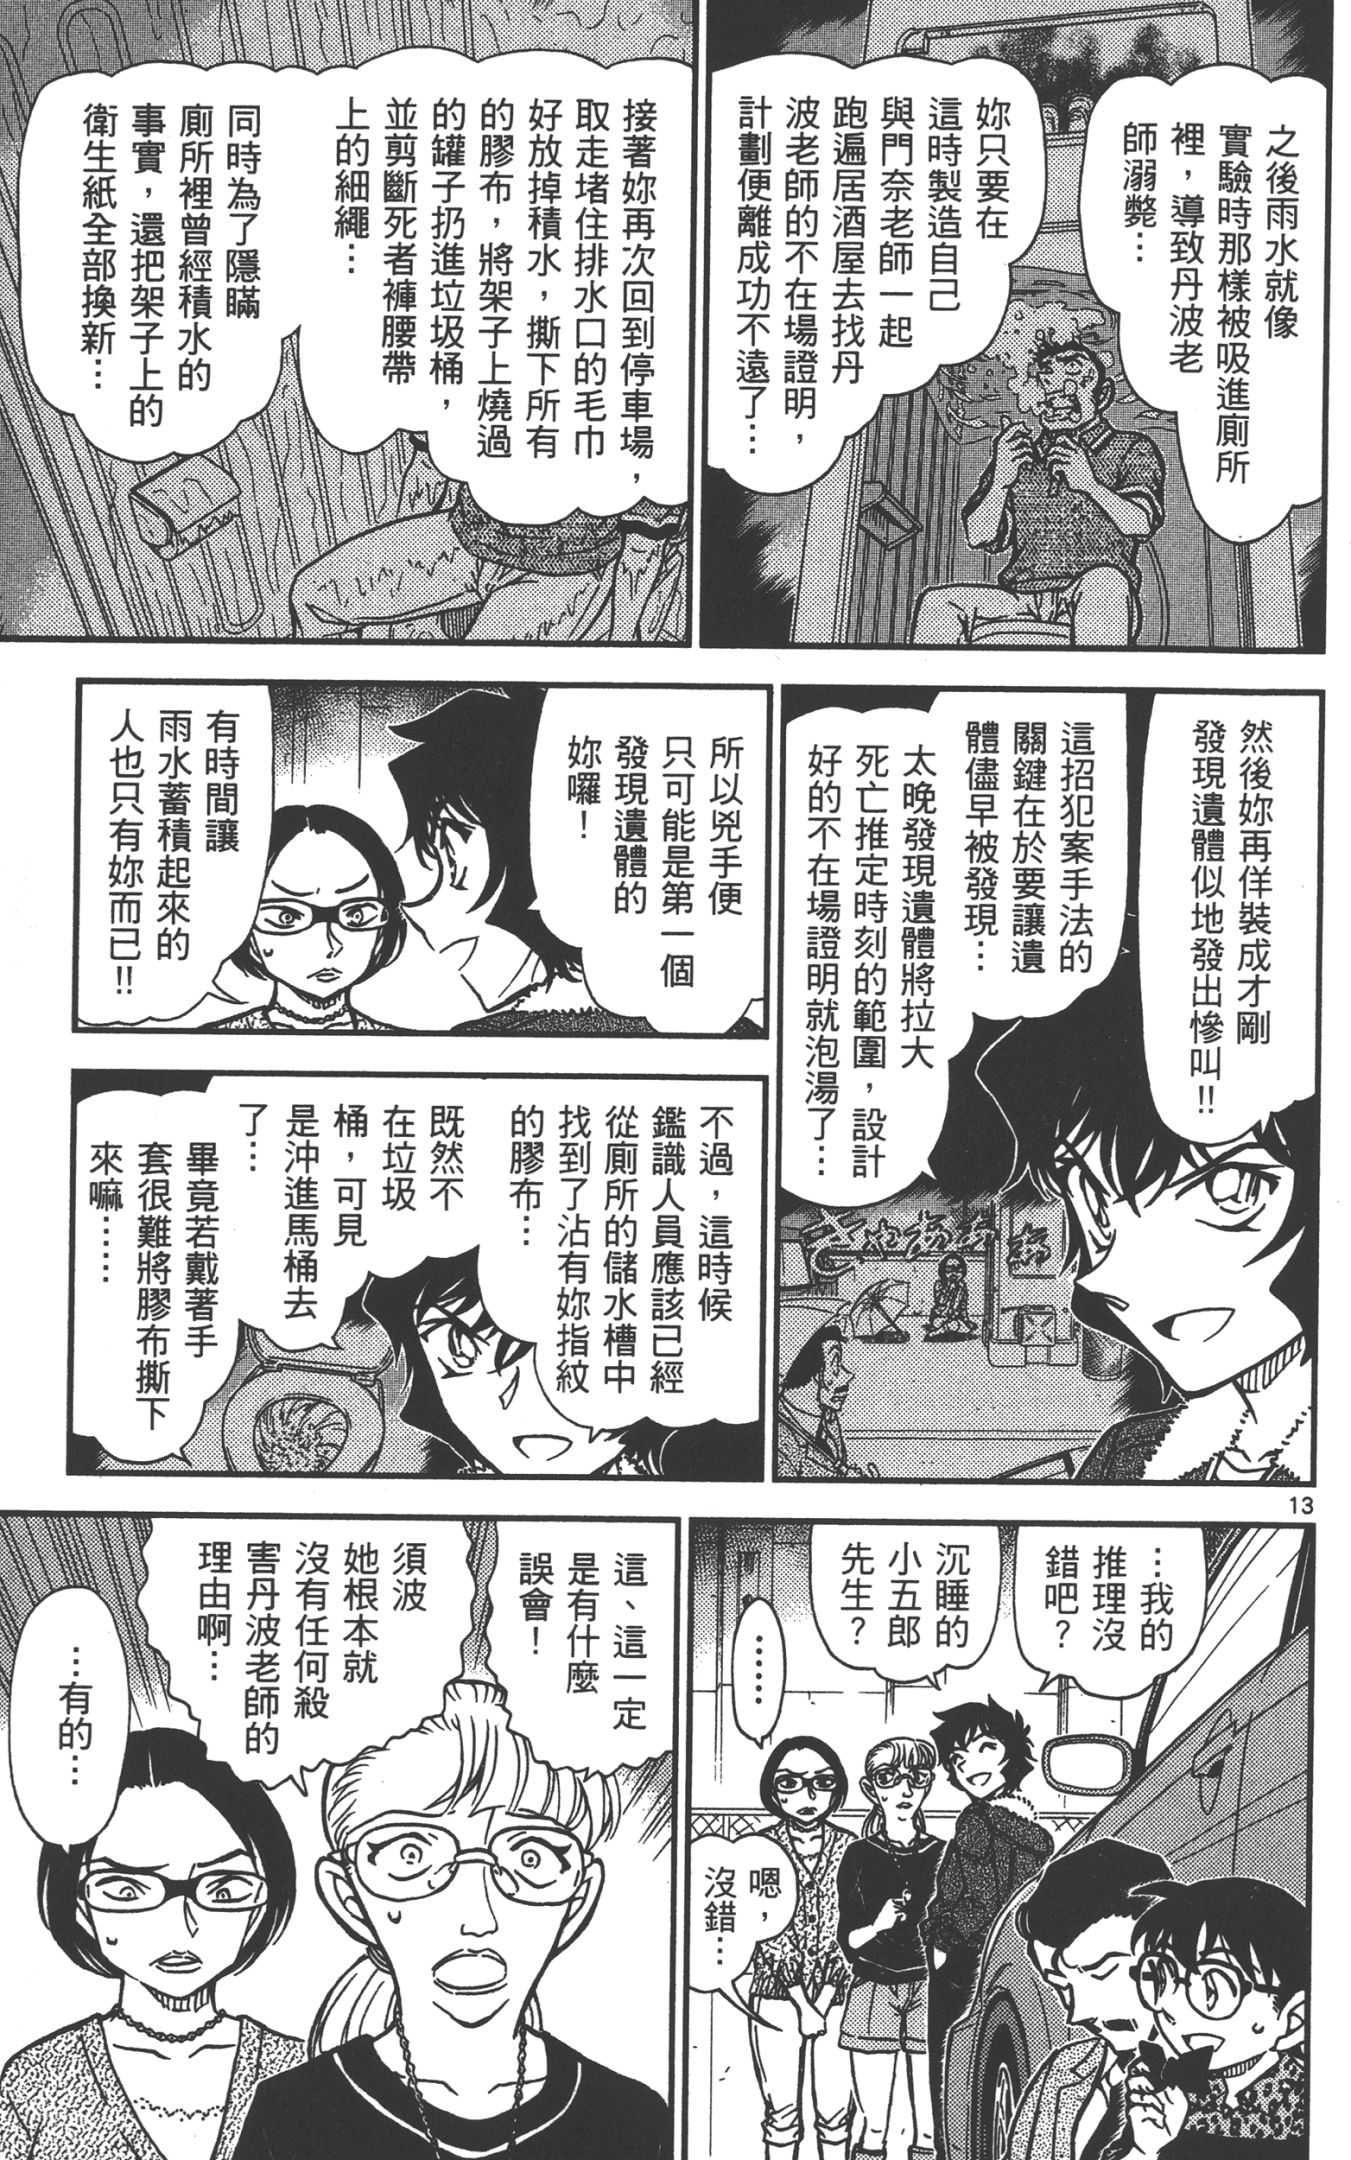 之後雨水就像
實驗時那樣被吸進廁所
裡，導致丹波老
師溺斃…
妳只要在
這時製造自己
與門奈老師一起
跑遍居酒屋去找丹
波老師的不在場證明，
計劃便離成功不遠了…
接著妳再次回到停車場，
取走堵住排水口的毛巾
好放掉積水，撕下所有
的膠布，將架子上燒過
的罐子扔進垃圾桶，
並剪斷死者褲腰帶
上的細繩…
同時為了隱瞞
廁所裡曾經積水的
事實，還把架子上的
衛生紙全部換新…
然後妳再佯裝成才剛
發現遺體似地發出慘叫!!
這招犯案手法的
關鍵在於要讓遺
體儘早被發現…
太晚發現遺體將拉大
死亡推定時刻的範圍，設計
好的不在場證明就泡湯了…
所以兇手便
只可能是第一個
發現遺體的
妳囉！
有時間讓
雨水蓄積起來的
人也只有妳而已!!
不過，這時候
鑑識人員應該已經
從廁所的儲水槽中
找到了沾有妳指紋
的膠布…
既然不
在垃圾
桶，可見
是沖進馬桶去
了…
畢竟若戴著手
套很難將膠布撕下
來嘛……
13
…我的
推理沒
錯吧？
沉睡的
小五郎
先生？
……
嗯，
沒錯…
這、這一定
是有什麼
誤會！
須波
她根本就
沒有任何殺
害丹波老師的
理由啊…
…有的…